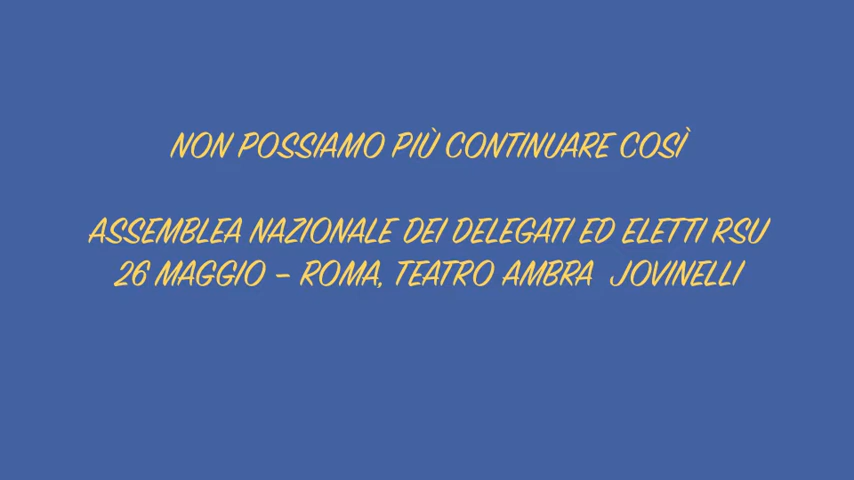 NON POSSIAMO PIÙ CONTINUARE COSÌ
ASSEMBLEA NAZIONALE DEI DELEGATI ED ELETTI RSU
26 MAGGIO – ROMA, TEATRO AMBRA JOVINELLI